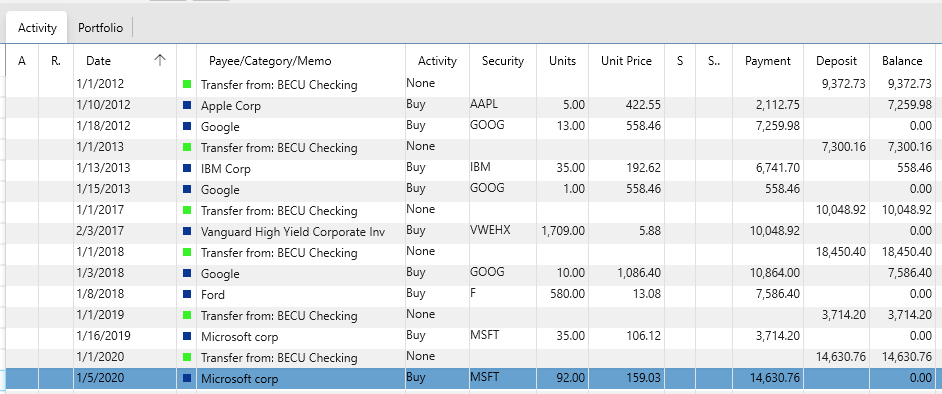 Activity Portfolio
A R. Date Payee/Category/Memo Activity Security Units Unit Price S S.. Payment Deposit Balance
1/1/2012 Transfer from: BECU Checking None 9,372.73 9,372.73
1/10/2012 Apple Corp Buy AAPL 5.00 422.55 2,112.75 7,259.98
1/18/2012 Google Buy GOOG 13.00 558.46 7,259.98 0.00
1/1/2013 Transfer from: BECU Checking None 7,300.16 7,300.16
1/13/2013 IBM Corp Buy IBM 35.00 192.62 6,741.70 558.46
1/15/2013 Google Buy GOOG 1.00 558.46 558.46 0.00
1/1/2017 Transfer from: BECU Checking None 10,048.92 10,048.92
2/3/2017 Vanguard High Yield Corporate Inv Buy VWEHX 1,709.00 5.88 10,048.92 0.00
1/1/2018 Transfer from: BECU Checking None 18,450.40 18,450.40
1/3/2018 Google Buy GOOG 10.00 1,086.40 10,864.00 7,586.40
1/8/2018 Ford Buy F 580.00 13.08 7,586.40 0.00
1/1/2019 Transfer from: BECU Checking None 3,714.20 3,714.20
1/16/2019 Microsoft corp Buy MSFT 35.00 106.12 3,714.20 0.00
1/1/2020 Transfer from: BECU Checking None 14,630.76 14,630.76
1/5/2020 Microsoft corp Buy MSFT 92.00 159.03 14,630.76 0.00